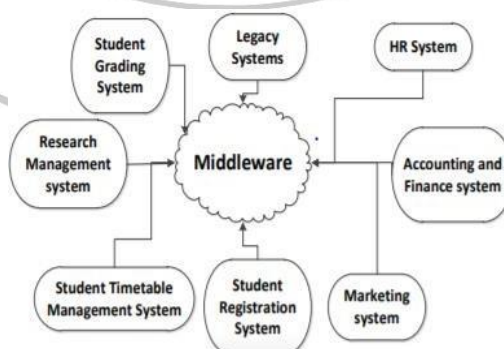 Student
Grading
System
Legacy
Systems
HR System
Research
Management
system
Middleware
Accounting and
Finance system
Student Timetable
Management System
Student
Registration
System
Marketing
system